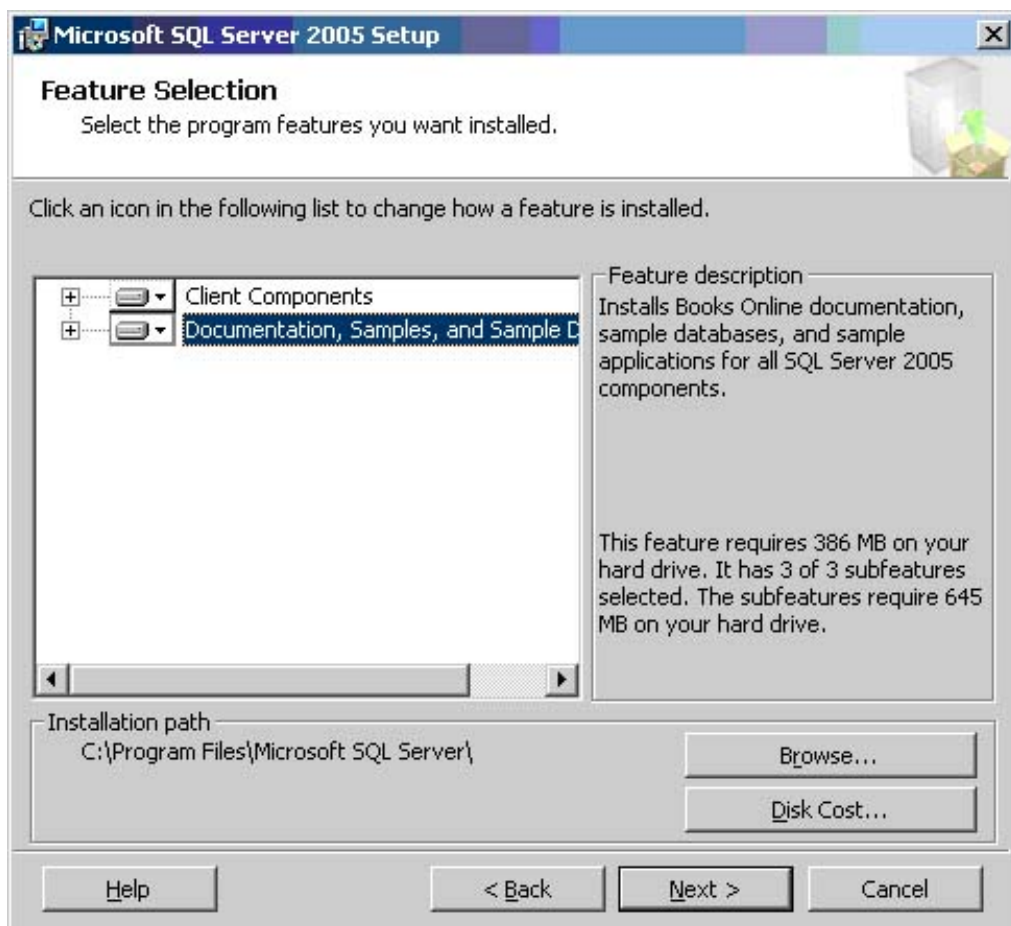 Microsoft SQL Server 2005 Setup
Feature Selection
Select the program features you want installed.
Click an icon in the following list to change how a feature is installed.
Client Components
Documentation, Samples, and Sample D
Feature description
Installs Books Online documentation,
sample databases, and sample
applications for all SQL Server 2005
components.
This feature requires 386 MB on your
hard drive. It has 3 of 3 subfeatures
selected. The subfeatures require 645
MB on your hard drive.
Installation path
C:\Program Files\Microsoft SQL Server\
Browse...
Disk Cost...
Help
< Back
Next >
Cancel